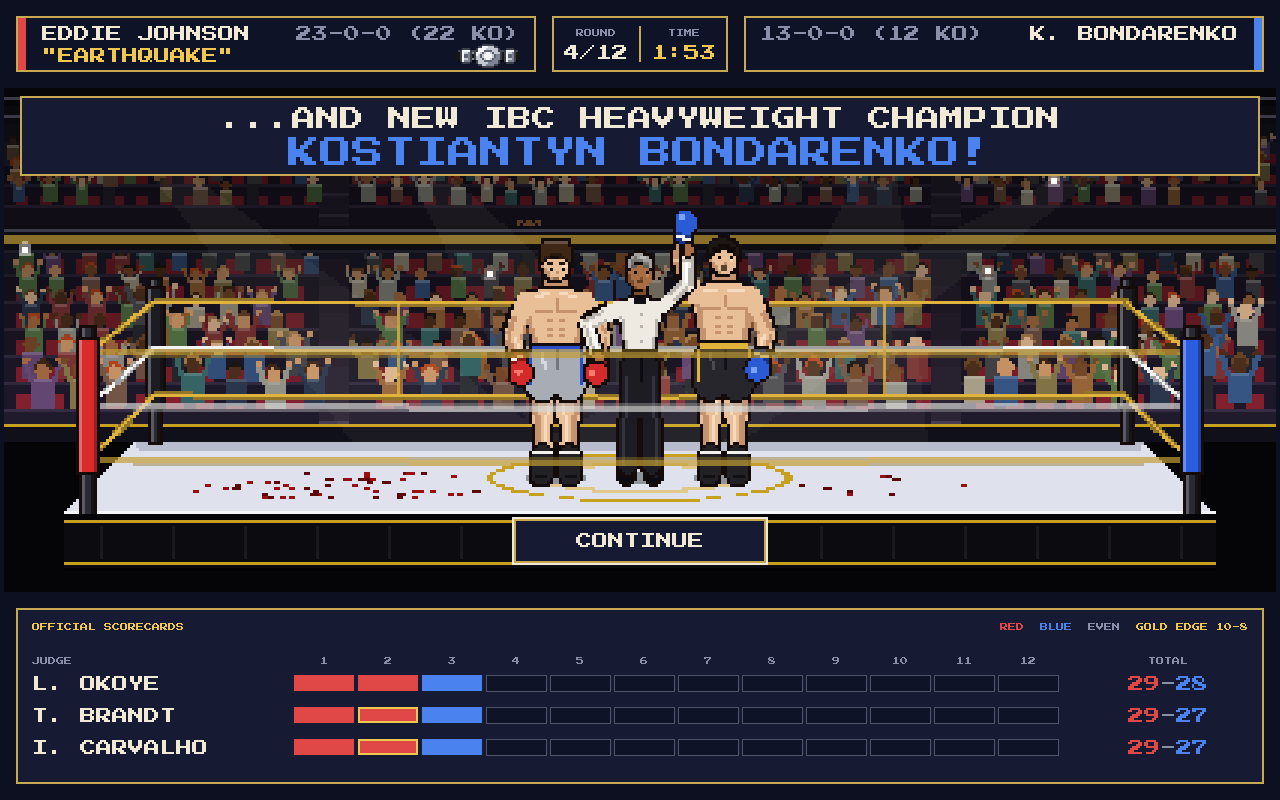 EDDIE JOHNSON 23-0-0 (22 KO)
"EARTHQUAKE"
ROUND TIME
4/12 1:53
13-0-0 (12 KO) K. BONDARENKO
...AND NEW IBC HEAVYWEIGHT CHAMPION
KOSTIANTYN BONDARENKO!
CONTINUE
OFFICIAL SCORECARDS RED BLUE EVEN GOLD EDGE 10-8
JUDGE 1 2 3 4 5 6 7 8 9 10 11 12 TOTAL
L. OKOYE 29-28
T. BRANDT 29-27
I. CARVALHO 29-27